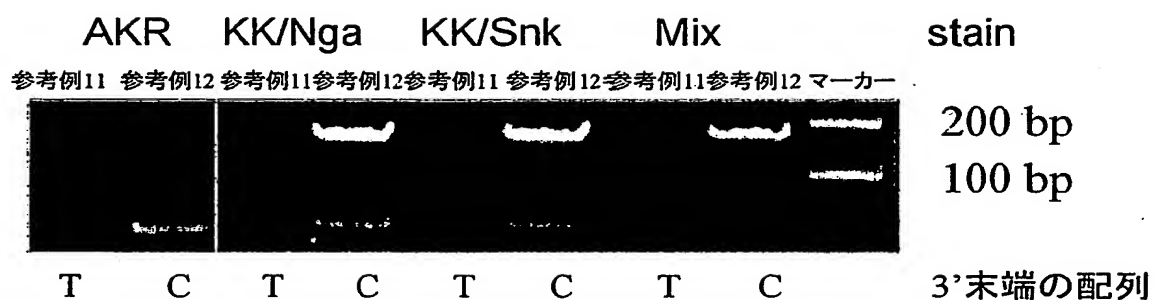 AKR KK/Nga KK/Snk Mix stain
参考例11 参考例12 参考例11 参考例12 参考例11 参考例12 参考例11 参考例12 マーカー
200 bp
100 bp
T C T C T C T C 3'末端の配列